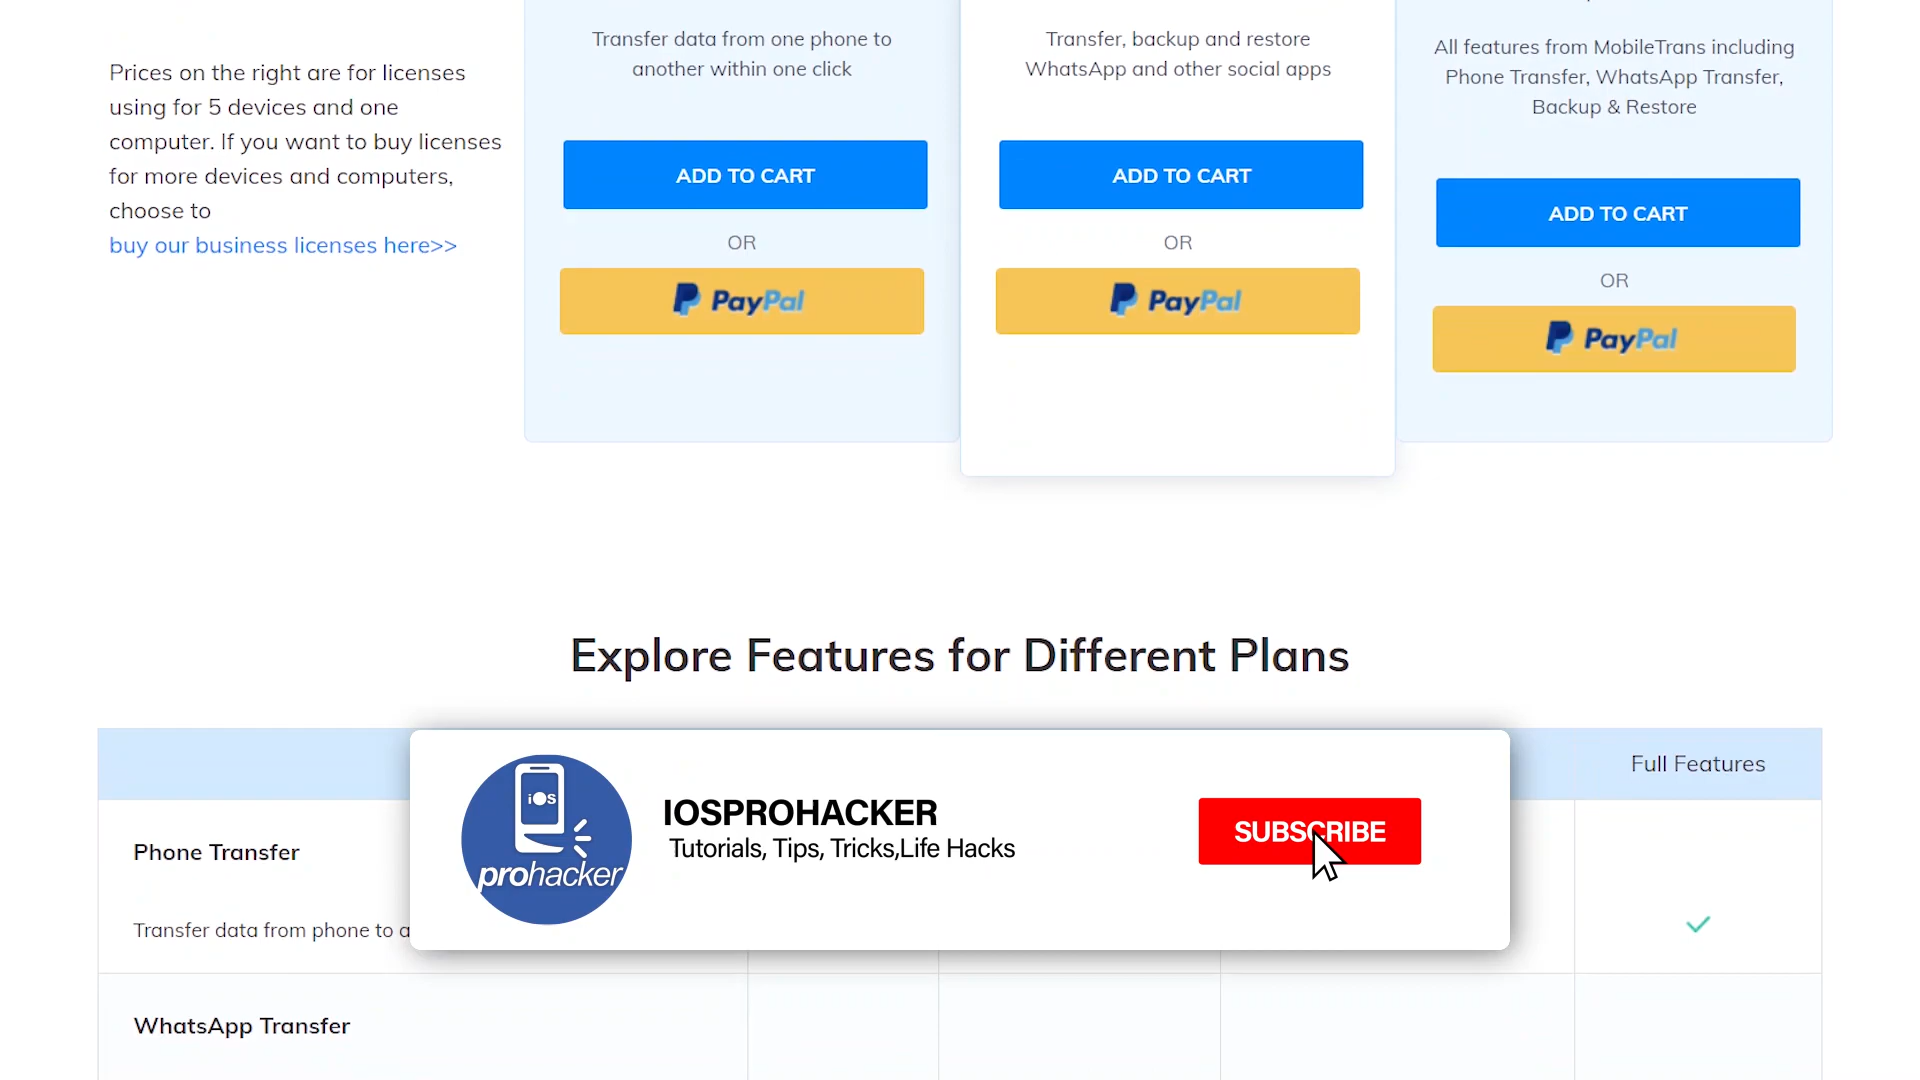 Prices on the right are for licenses
using for 5 devices and one
computer. If you want to buy licenses
for more devices and computers,
choose to
buy our business licenses here>>
Transfer data from one phone to
another within one click
ADD TO CART
OR
PayPal
Transfer, backup and restore
WhatsApp and other social apps
ADD TO CART
OR
PayPal
All features from MobileTrans including
Phone Transfer, WhatsApp Transfer,
Backup & Restore
ADD TO CART
OR
PayPal
Explore Features for Different Plans
Full Features
Phone Transfer
Transfer data from phone to
iOS
prohacker
IOSPROHACKER
Tutorials, Tips, Tricks,Life Hacks
SUBSCRIBE
WhatsApp Transfer